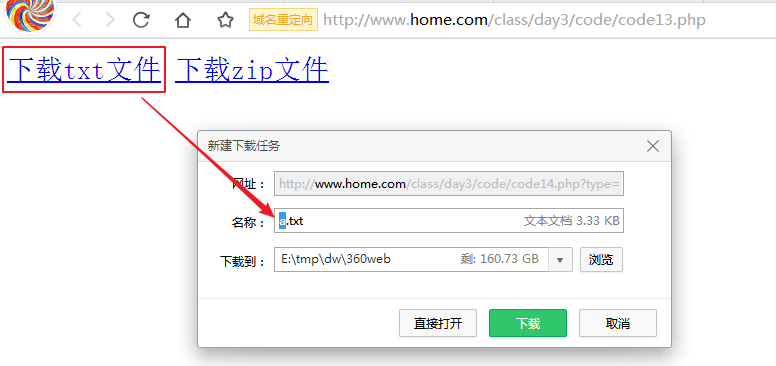 域名重定向 http://www.home.com/class/day3/code/code13.php
下载txt文件 下载zip文件
新建下载任务
网址： http://www.home.com/class/day3/code/code14.php?type=
名称： a.txt 文本文档 3.33 KB
下载到： E:\tmp\dw\360web 剩: 160.73 GB 浏览
直接打开 下载 取消